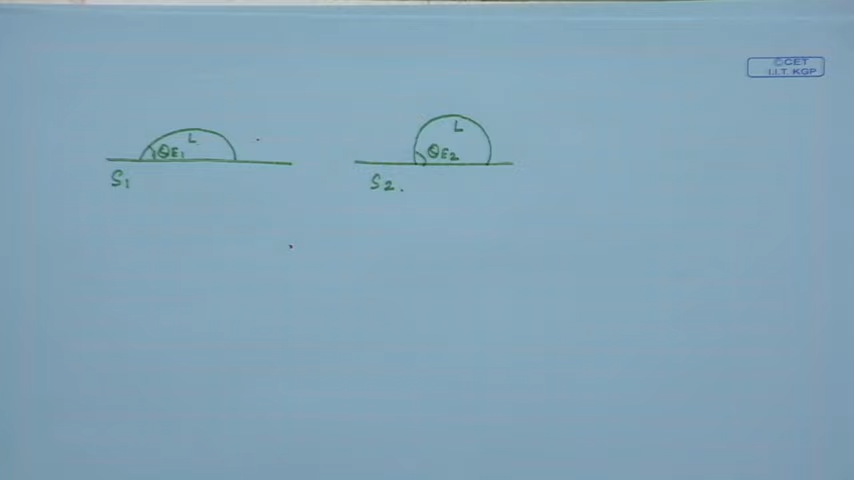 ©CET
I.I.T. KGP
L
θE1
S1
L
θE2
S2.